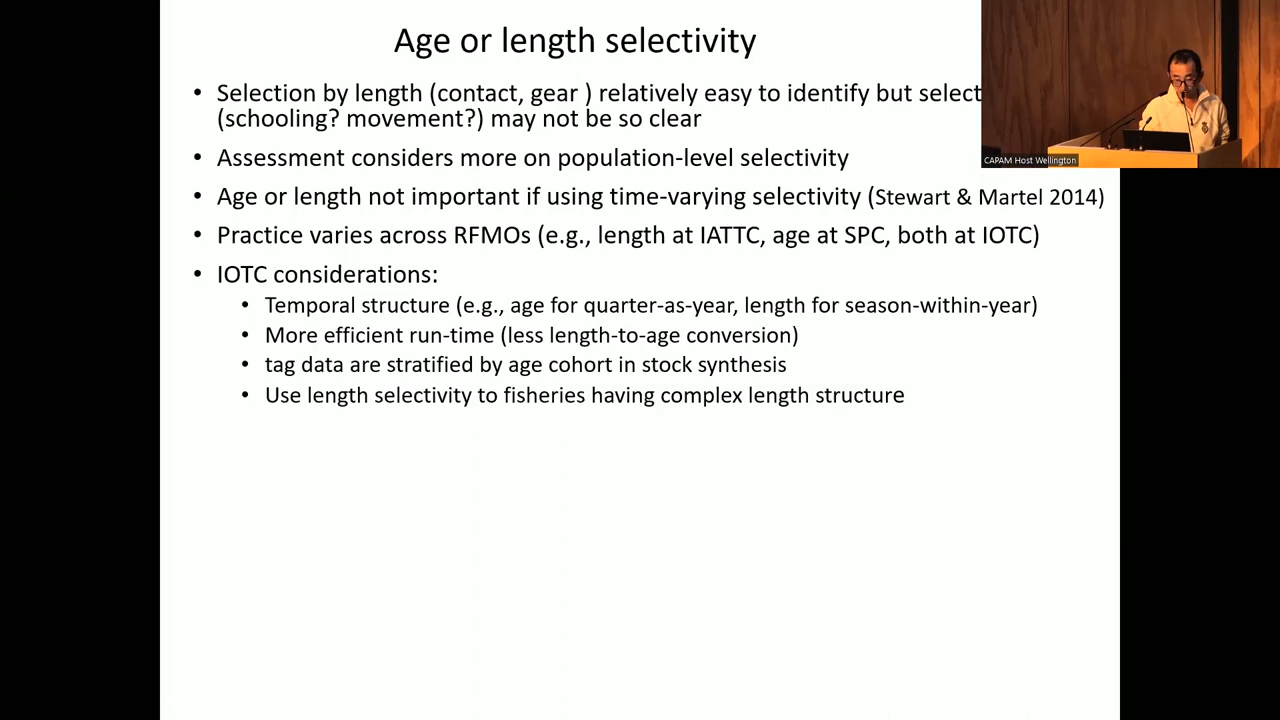 Age or length selectivity
• Selection by length (contact, gear ) relatively easy to identify but select
(schooling? movement?) may not be so clear
• Assessment considers more on population-level selectivity
• Age or length not important if using time-varying selectivity (Stewart & Martel 2014)
• Practice varies across RFMOs (e.g., length at IATTC, age at SPC, both at IOTC)
• IOTC considerations:
• Temporal structure (e.g., age for quarter-as-year, length for season-within-year)
• More efficient run-time (less length-to-age conversion)
• tag data are stratified by age cohort in stock synthesis
• Use length selectivity to fisheries having complex length structure
CAPAM Host Wellington